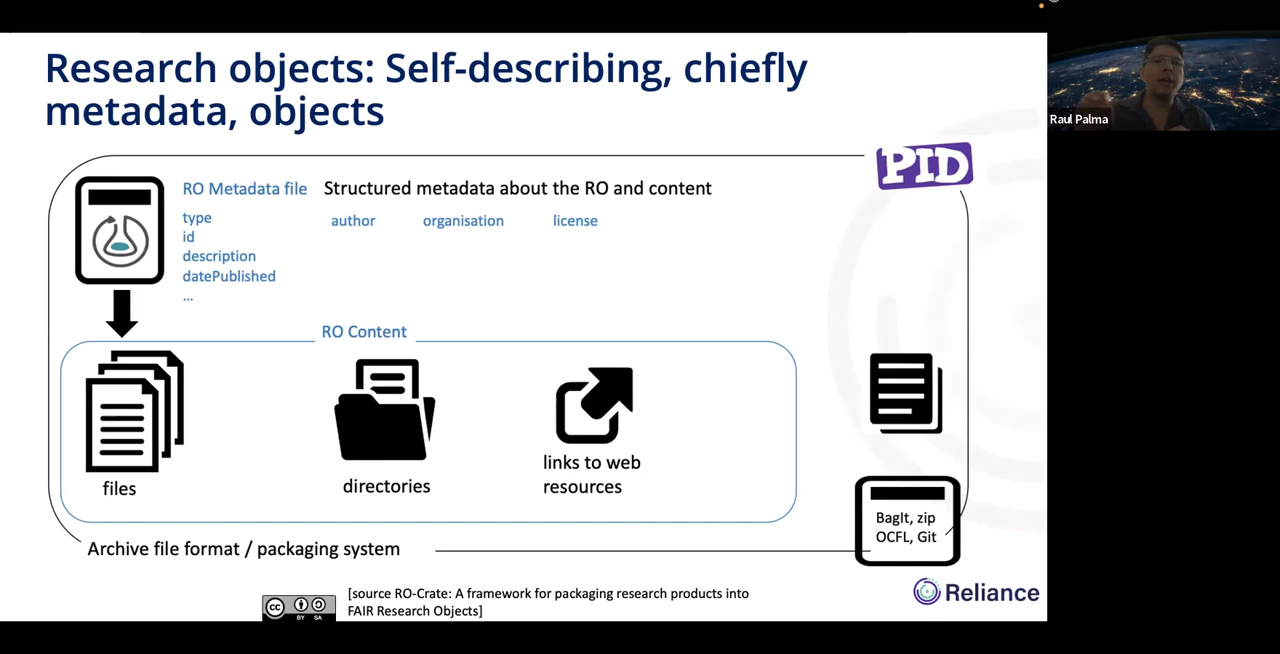 Research objects: Self-describing, chiefly
metadata, objects
PID
RO Metadata file
Structured metadata about the RO and content
type
id
description
datePublished
...
author
organisation
license
RO Content
files
directories
links to web
resources
BagIt, zip
OCFL, Git
Archive file format / packaging system
[source RO-Crate: A framework for packaging research products into
FAIR Research Objects]
CC
BY SA
Reliance
Raul Palma